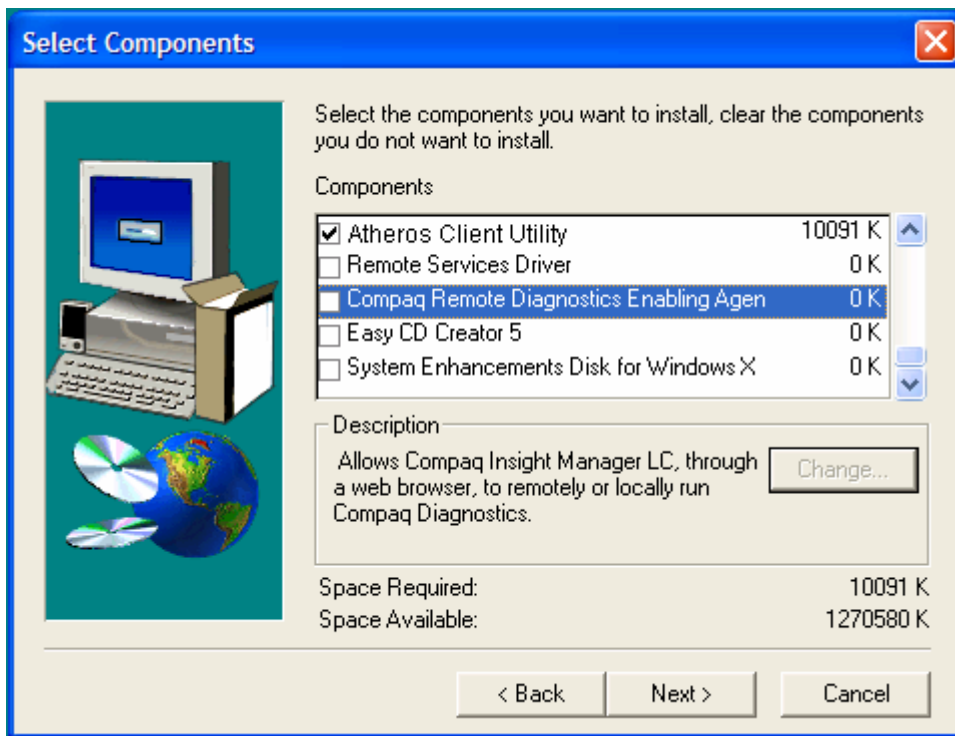 Select Components
Select the components you want to install, clear the components
you do not want to install.
Components
Atheros Client Utility 10091 K
Remote Services Driver 0 K
Compaq Remote Diagnostics Enabling Agen 0 K
Easy CD Creator 5 0 K
System Enhancements Disk for Windows X 0 K
Description
Allows Compaq Insight Manager LC, through
a web browser, to remotely or locally run
Compaq Diagnostics.
Change...
Space Required: 10091 K
Space Available: 1270580 K
< Back Next > Cancel